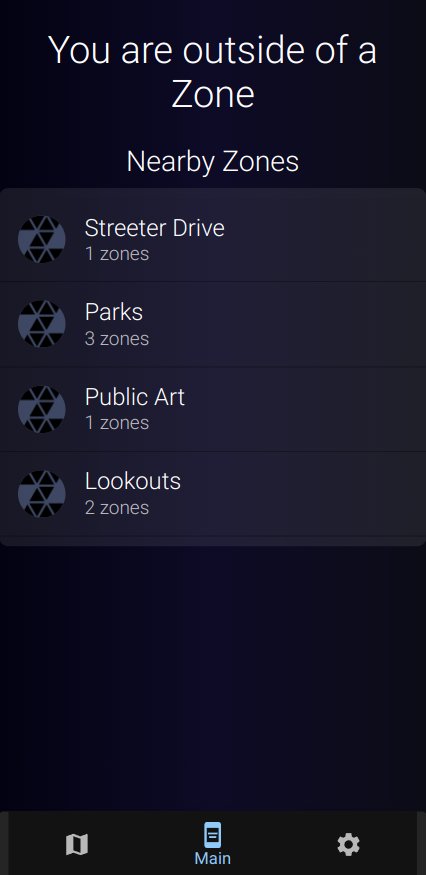 You are outside of a
Zone
Nearby Zones
Streeter Drive
1 zones
Parks
3 zones
Public Art
1 zones
Lookouts
2 zones
Main